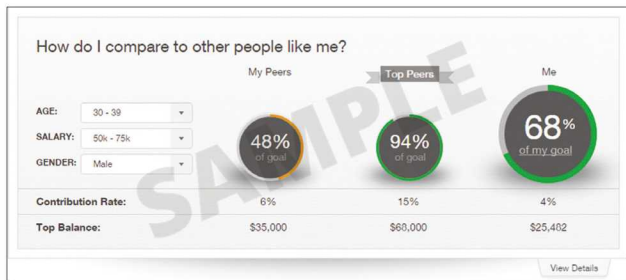 How do I compare to other people like me?
My Peers Top Peers Me
AGE: 30 - 39
SALARY: 50k - 75k
GENDER: Male
48% of goal
94% of goal
68% of my goal
Contribution Rate: 6% 15% 4%
Top Balance: $35,000 $68,000 $25,402
View Details
SAMPLE